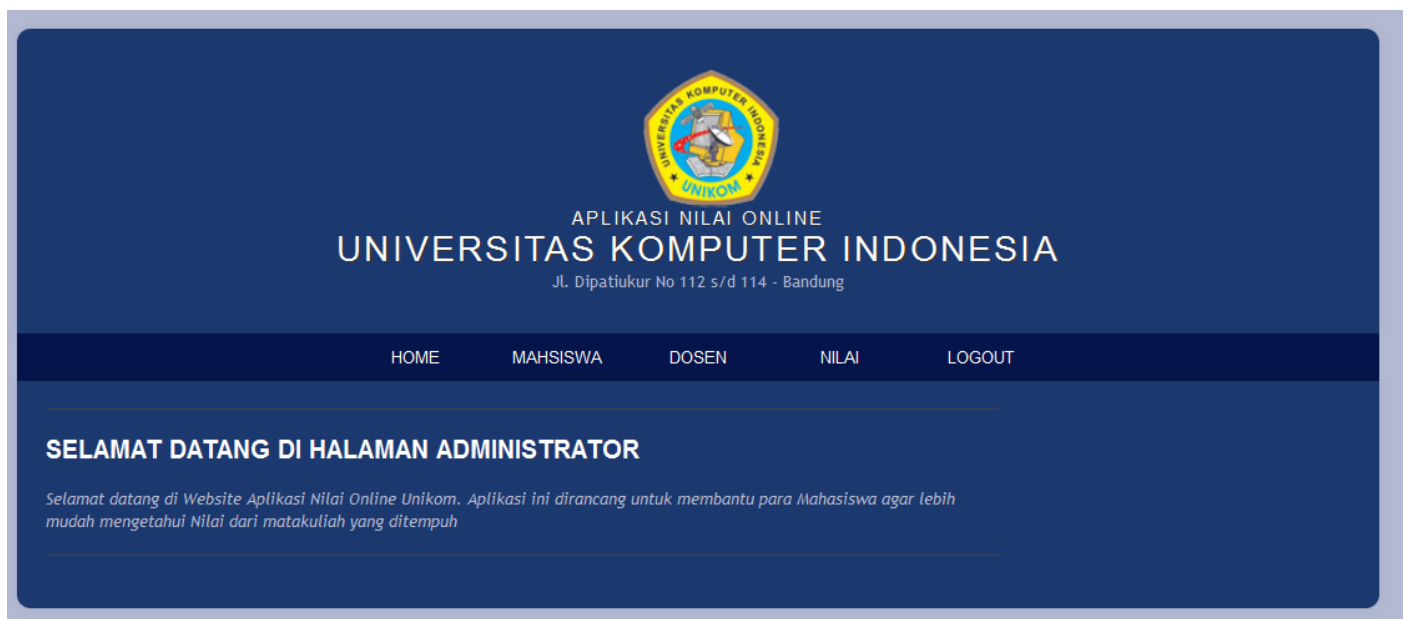 UNIVERSITAS KOMPUTER INDONESIA
UNIKOM
APLIKASI NILAI ONLINE
UNIVERSITAS KOMPUTER INDONESIA
Jl. Dipatiukur No 112 s/d 114 - Bandung
HOME MAHSISWA DOSEN NILAI LOGOUT
SELAMAT DATANG DI HALAMAN ADMINISTRATOR
Selamat datang di Website Aplikasi Nilai Online Unikom. Aplikasi ini dirancang untuk membantu para Mahasiswa agar lebih
mudah mengetahui Nilai dari matakuliah yang ditempuh